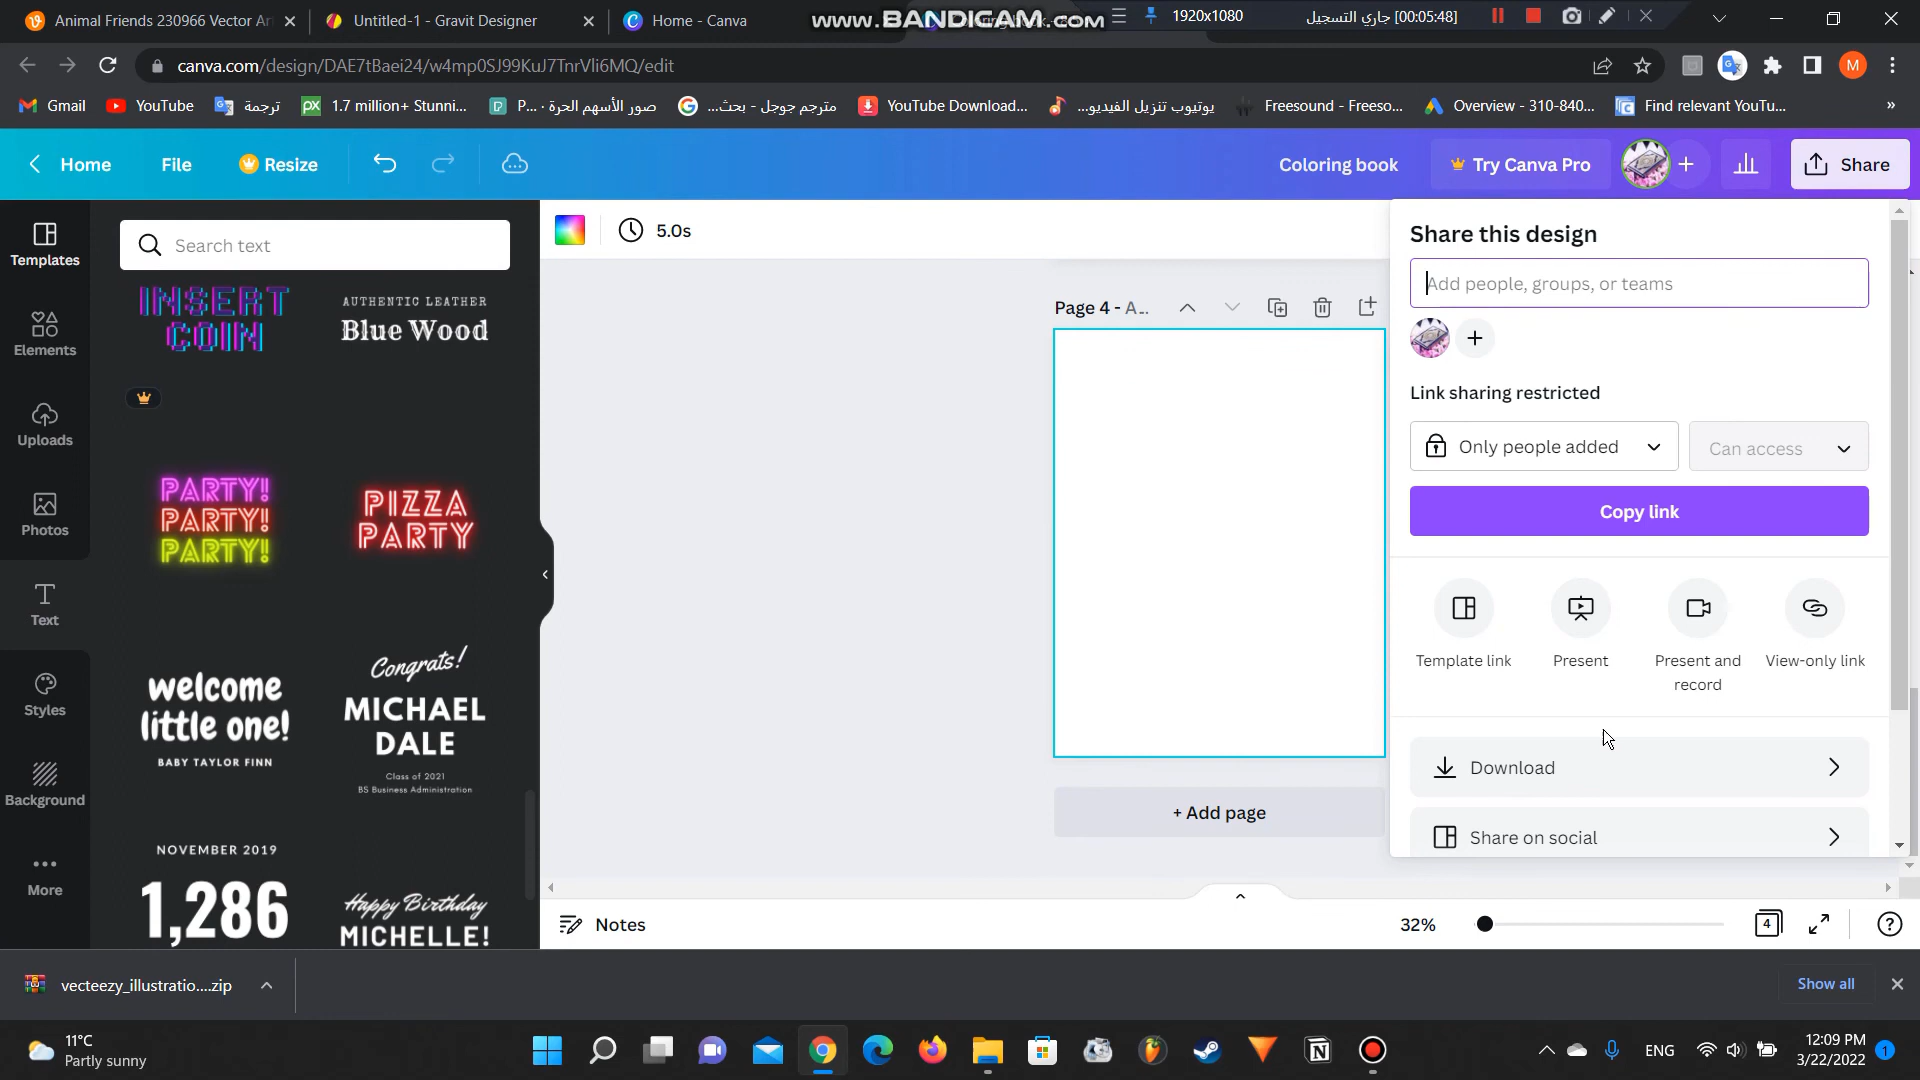 Animal Friends 230966 Vector Ar
Untitled-1 - Gravit Designer
Home - Canva
WWW.BANDICAM.COM
1920x1080
[00:05:48] جاري التسجيل
canva.com/design/DAE7tBaei24/w4mp0SJ99KuJ7TnrVli6MQ/edit
Gmail
YouTube
ترجمة
1.7 million+ Stunni...
صور الأسهم الحرة · P...
مترجم جوجل - بحث...
YouTube Download...
يوتيوب تنزيل الفيديو...
Freesound - Freeso...
Overview - 310-840...
Find relevant YouTu...
Home
File
Resize
Coloring book
Try Canva Pro
Share
Templates
Elements
Uploads
Photos
Text
Styles
Background
More
Search text
INSERT
COIN
AUTHENTIC LEATHER
Blue Wood
PARTY!
PARTY!
PARTY!
PIZZA
PARTY
welcome
little one!
BABY TAYLOR FINN
Congrats!
MICHAEL
DALE
Class of 2021
BS Business Administration
NOVEMBER 2019
1,286
Happy Birthday
MICHELLE!
5.0s
Page 4 - A...
+ Add page
Notes
32%
4
Share this design
Add people, groups, or teams
Link sharing restricted
Only people added
Can access
Copy link
Template link
Present
Present and
record
View-only link
Download
Share on social
vecteezy_illustratio....zip
Show all
11°C
Partly sunny
ENG
12:09 PM
3/22/2022
1